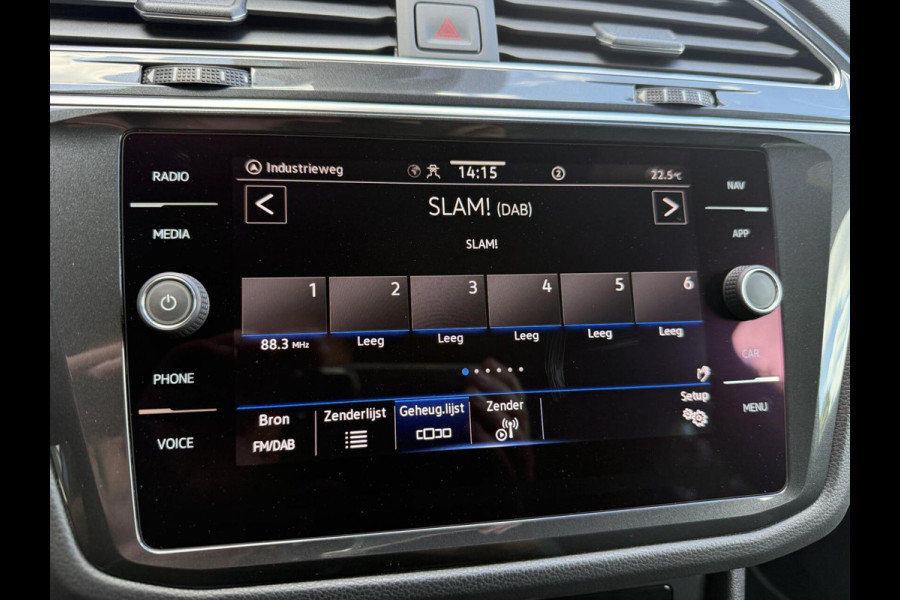 RADIO
MEDIA
PHONE
VOICE
NAV
APP
CAR
MENU
Industrieweg
14:15
2
22.5°C
< SLAM! (DAB) >
SLAM!
1 2 3 4 5 6
88.3 MHz Leeg Leeg Leeg Leeg Leeg
Bron Zenderlijst Geheug.lijst Zender Setup
FM/DAB